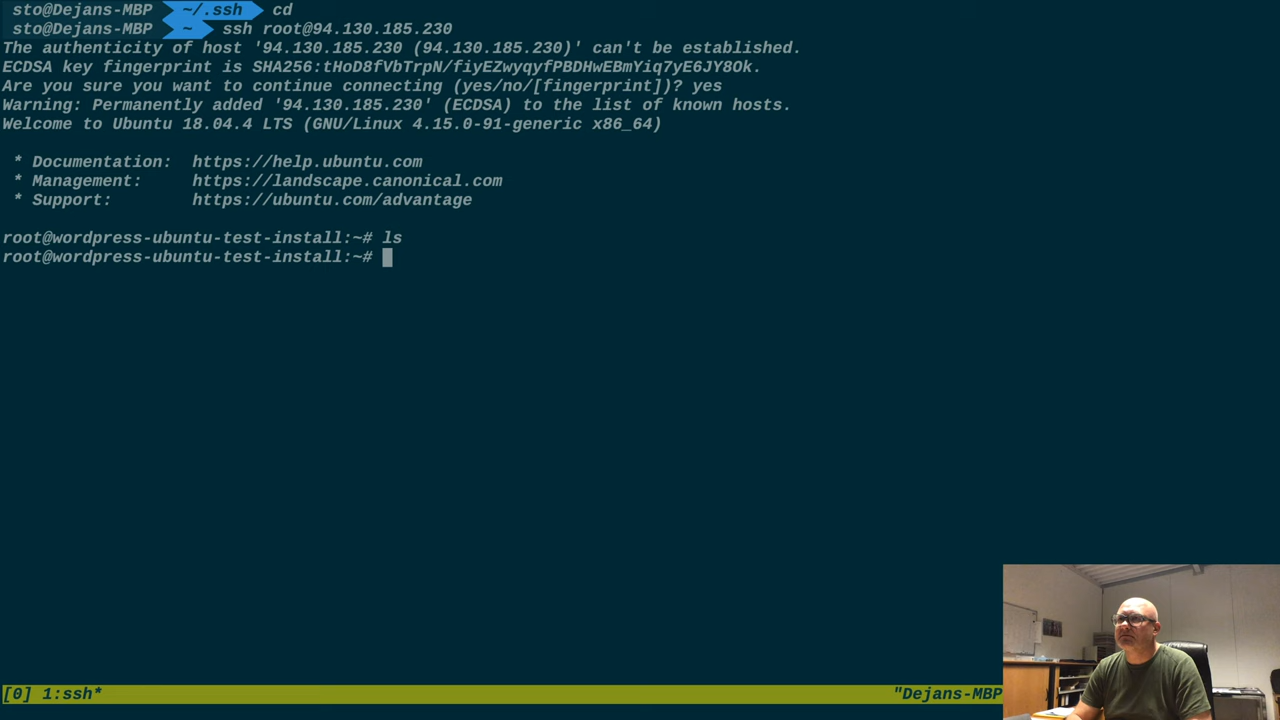 sto@Dejans-MBP ~/.ssh cd
sto@Dejans-MBP ~ ssh root@94.130.185.230
The authenticity of host '94.130.185.230 (94.130.185.230)' can't be established.
ECDSA key fingerprint is SHA256:tHoD8fVbTrpN/fiyEZwyqyfPBDHwEBmYiq7yE6JY8Ok.
Are you sure you want to continue connecting (yes/no/[fingerprint])? yes
Warning: Permanently added '94.130.185.230' (ECDSA) to the list of known hosts.
Welcome to Ubuntu 18.04.4 LTS (GNU/Linux 4.15.0-91-generic x86_64)
* Documentation: https://help.ubuntu.com
* Management: https://landscape.canonical.com
* Support: https://ubuntu.com/advantage
root@wordpress-ubuntu-test-install:~# ls
root@wordpress-ubuntu-test-install:~#
[0] 1:ssh* "Dejans-MBP